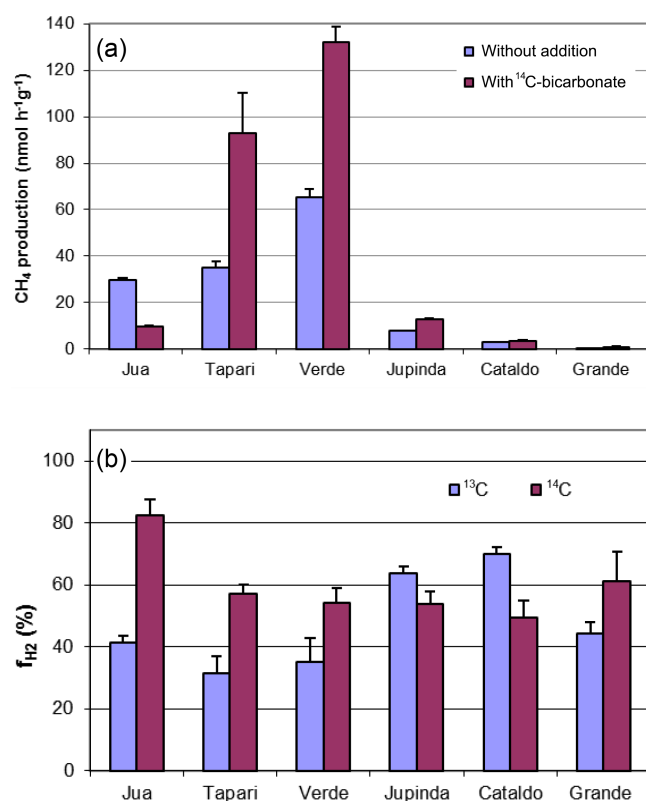 (a)
Without addition
With ¹⁴C-bicarbonate
CH₄ production (nmol h⁻¹g⁻¹)
140
120
100
80
60
40
20
0
Jua Tapari Verde Jupinda Cataldo Grande
(b)
¹³C ¹⁴C
f_H2 (%)
100
80
60
40
20
0
Jua Tapari Verde Jupinda Cataldo Grande